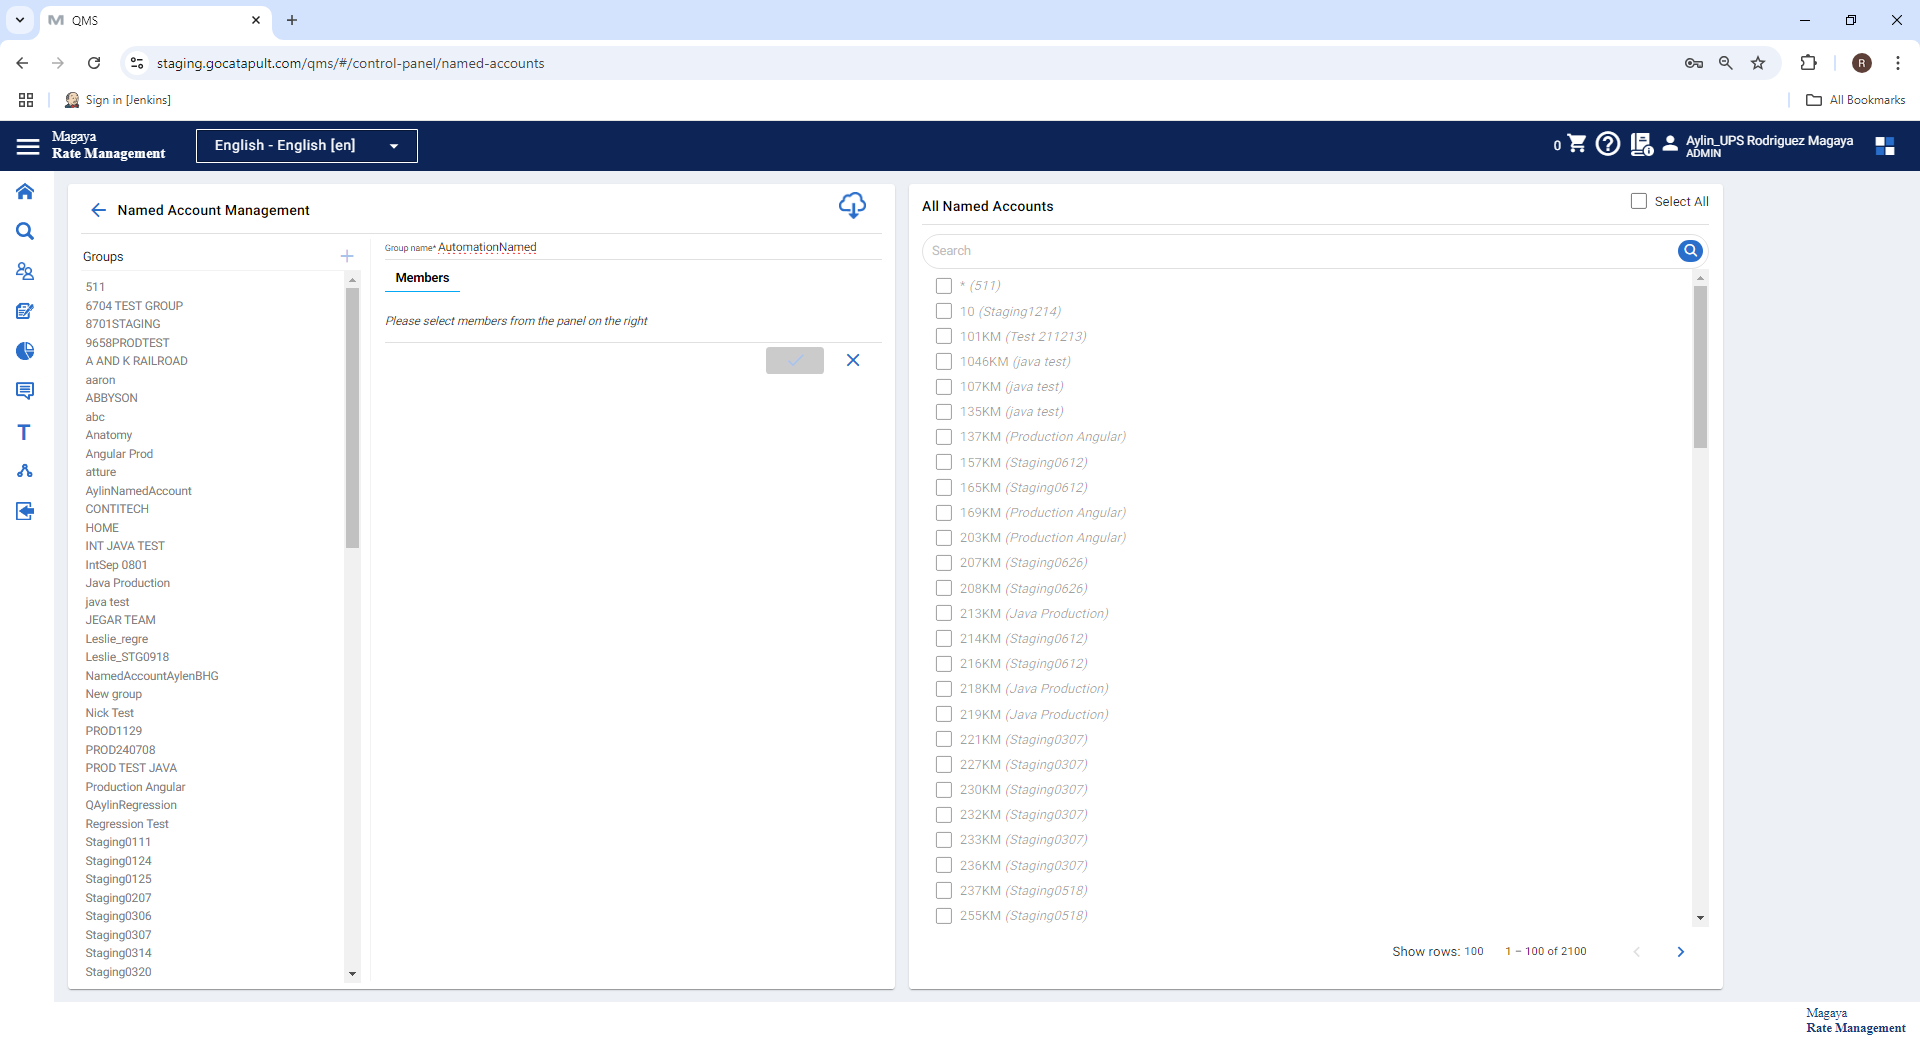 QMS
staging.gocatapult.com/qms/#/control-panel/named-accounts
R
Sign in [Jenkins]
All Bookmarks
Magaya
Rate Management
English - English [en]
0
Aylin_UPS Rodriguez Magaya
ADMIN
Named Account Management
Groups
511
6704 TEST GROUP
8701STAGING
9658PRODTEST
A AND K RAILROAD
aaron
ABBYSON
abc
Anatomy
Angular Prod
atture
AylinNamedAccount
CONTITECH
HOME
INT JAVA TEST
IntSep 0801
Java Production
java test
JEGAR TEAM
Leslie_regre
Leslie_STG0918
NamedAccountAylenBHG
New group
Nick Test
PROD1129
PROD240708
PROD TEST JAVA
Production Angular
QAylinRegression
Regression Test
Staging0111
Staging0124
Staging0125
Staging0207
Staging0306
Staging0307
Staging0314
Staging0320
Group name* AutomationNamed
Members
Please select members from the panel on the right
All Named Accounts
Select All
Search
* (511)
10 (Staging1214)
101KM (Test 211213)
1046KM (java test)
107KM (java test)
135KM (java test)
137KM (Production Angular)
157KM (Staging0612)
165KM (Staging0612)
169KM (Production Angular)
203KM (Production Angular)
207KM (Staging0626)
208KM (Staging0626)
213KM (Java Production)
214KM (Staging0612)
216KM (Staging0612)
218KM (Java Production)
219KM (Java Production)
221KM (Staging0307)
227KM (Staging0307)
230KM (Staging0307)
232KM (Staging0307)
233KM (Staging0307)
236KM (Staging0307)
237KM (Staging0518)
255KM (Staging0518)
Show rows: 100
1 – 100 of 2100
Magaya
Rate Management